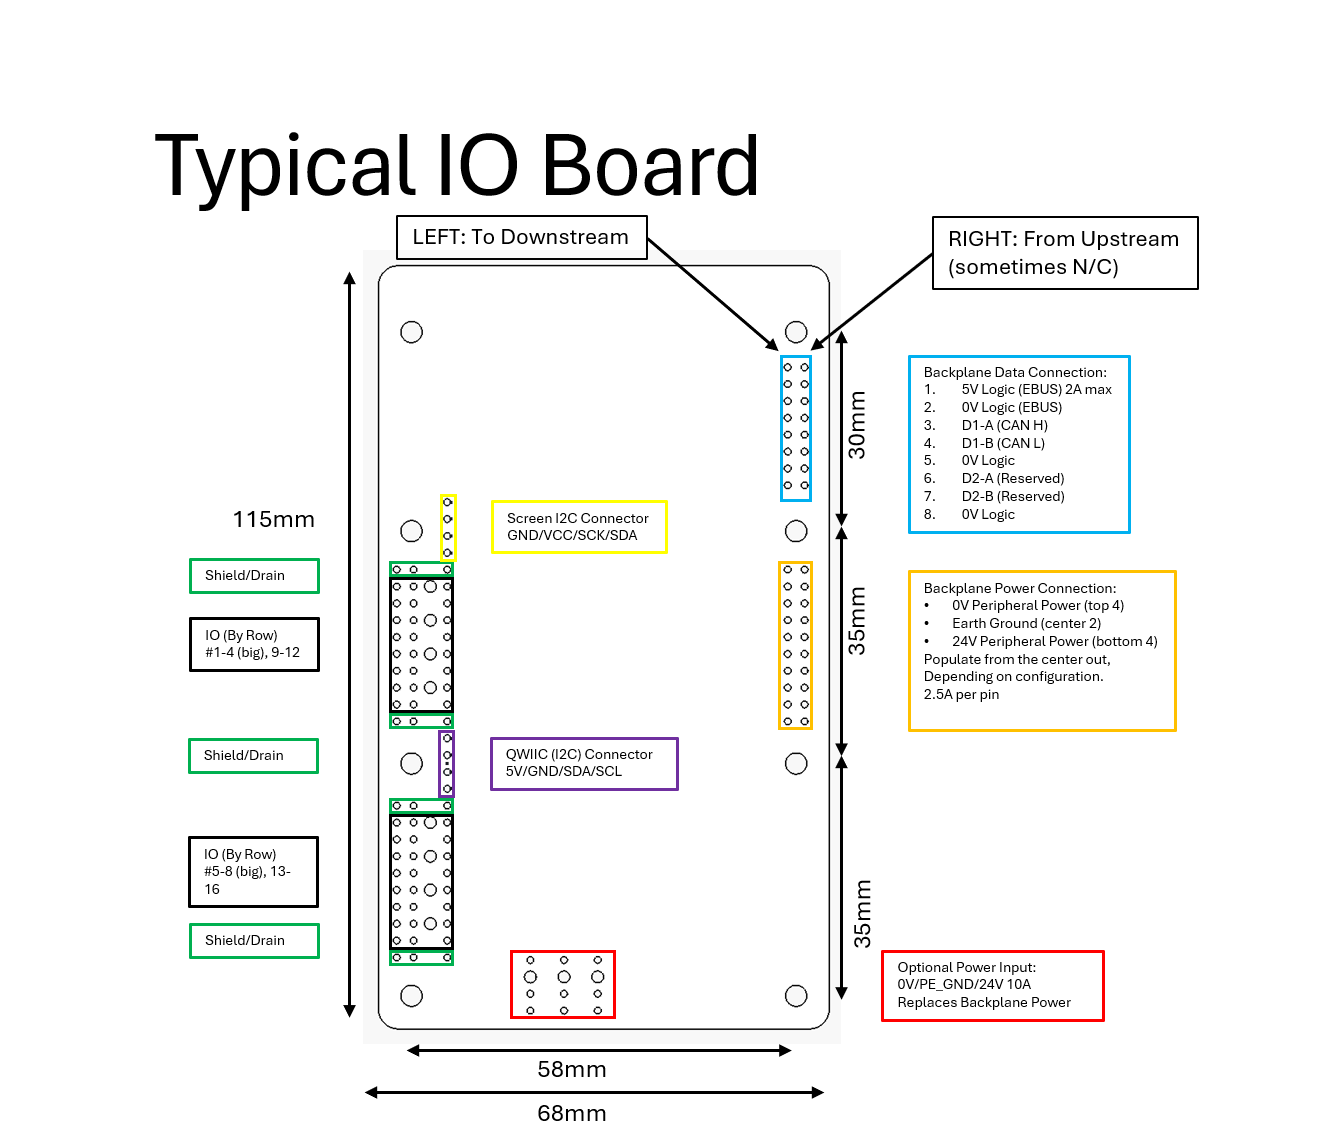 Typical IO Board
LEFT: To Downstream
RIGHT: From Upstream
(sometimes N/C)
Backplane Data Connection:
1. 5V Logic (EBUS) 2A max
2. 0V Logic (EBUS)
3. D1-A (CAN H)
4. D1-B (CAN L)
5. 0V Logic
6. D2-A (Reserved)
7. D2-B (Reserved)
8. 0V Logic
30mm
115mm
Screen I2C Connector
GND/VCC/SCK/SDA
Shield/Drain
IO (By Row)
#1-4 (big), 9-12
35mm
Backplane Power Connection:
• 0V Peripheral Power (top 4)
• Earth Ground (center 2)
• 24V Peripheral Power (bottom 4)
Populate from the center out,
Depending on configuration.
2.5A per pin
Shield/Drain
QWIIC (I2C) Connector
5V/GND/SDA/SCL
IO (By Row)
#5-8 (big), 13-
16
35mm
Shield/Drain
Optional Power Input:
0V/PE_GND/24V 10A
Replaces Backplane Power
58mm
68mm